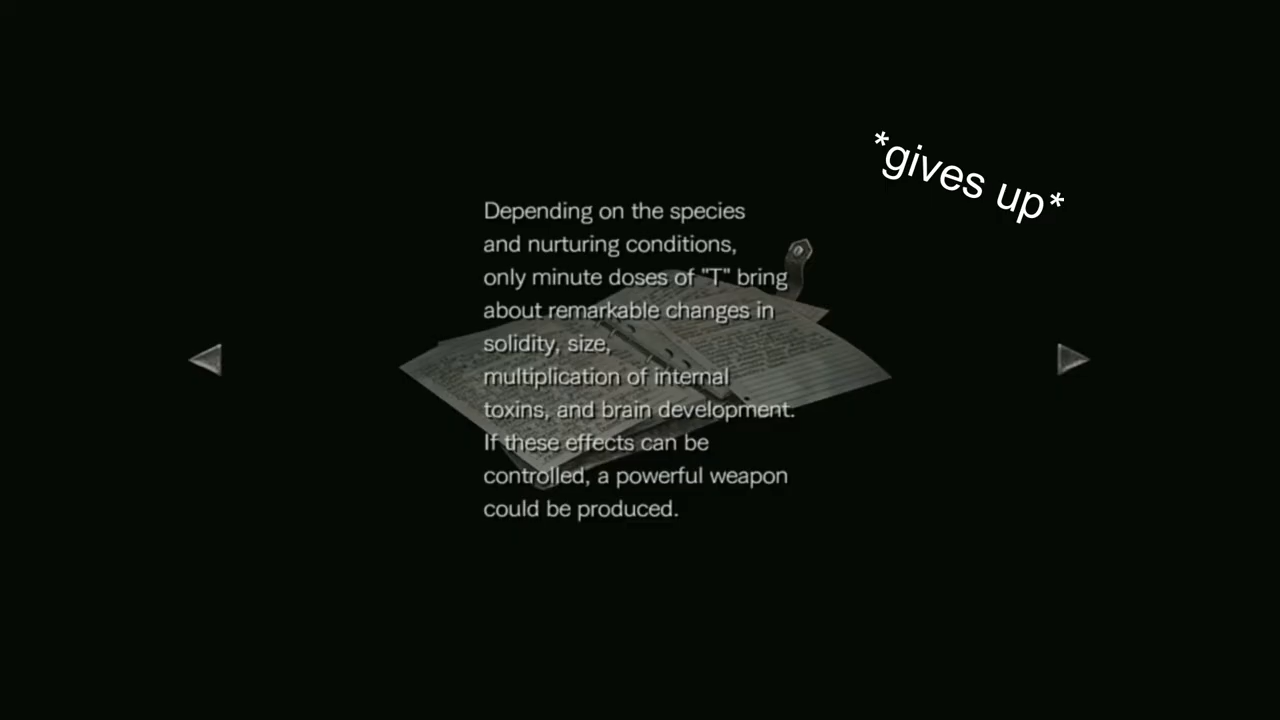 *gives up*
Depending on the species
and nurturing conditions,
only minute doses of "T" bring
about remarkable changes in
solidity, size,
multiplication of internal
toxins, and brain development.
If these effects can be
controlled, a powerful weapon
could be produced.